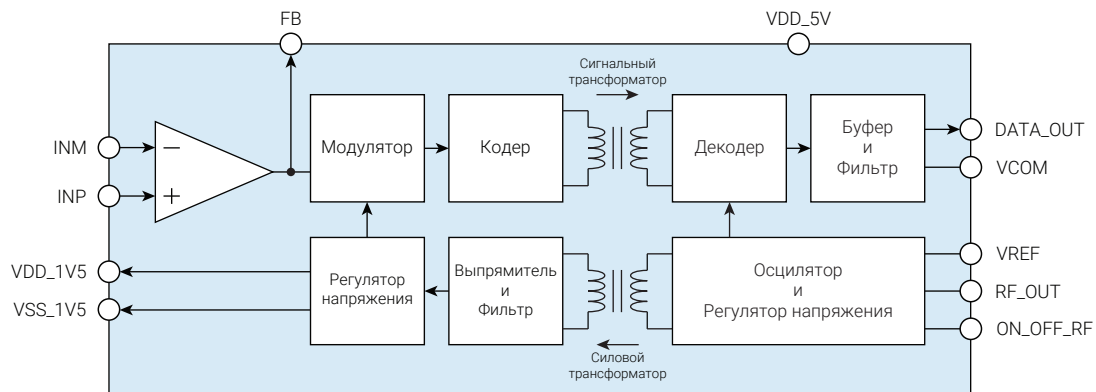 FB
VDD_5V
Сигнальный
трансформатор
INM
INP
−
+
Модулятор
Кодер
Декодер
Буфер
и
Фильтр
DATA_OUT
VCOM
VDD_1V5
VSS_1V5
Регулятор
напряжения
Выпрямитель
и
Фильтр
Осцилятор
и
Регулятор напряжения
VREF
RF_OUT
ON_OFF_RF
Силовой
трансформатор